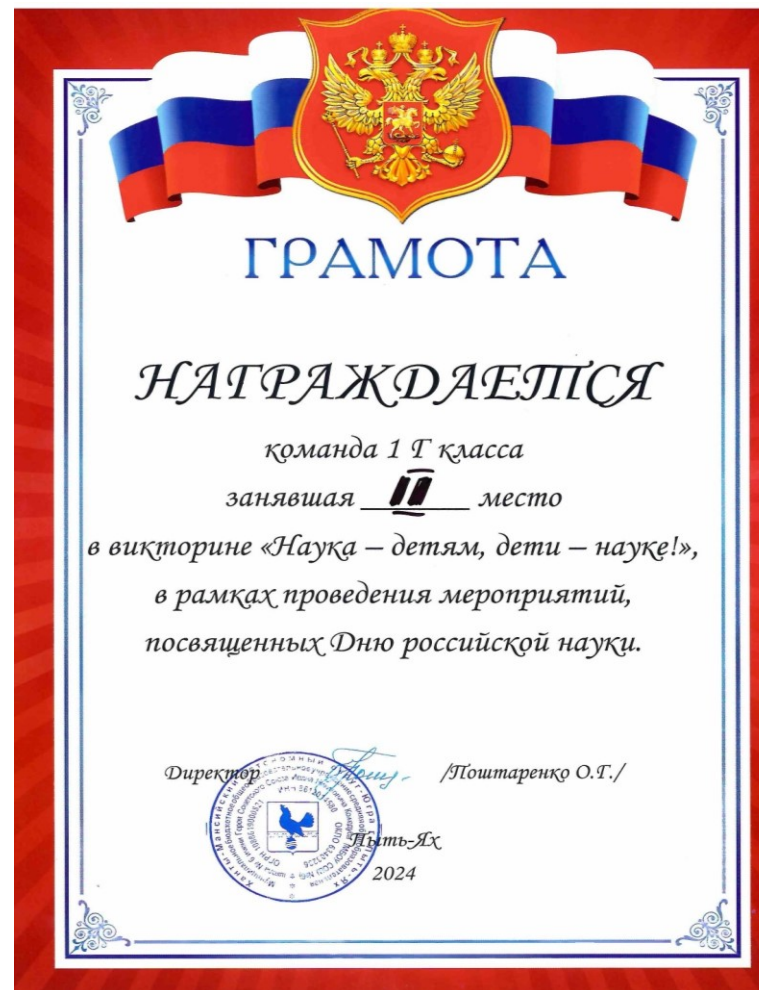 ГРАМОТА
НАГРАЖДАЕТСЯ
команда 1 Г класса
занявшая II место
в викторине «Наука – детям, дети – науке!»,
в рамках проведения мероприятий,
посвященных Дню российской науки.
Директор /Поштаренко О.Г./
Пыть-Ях
2024